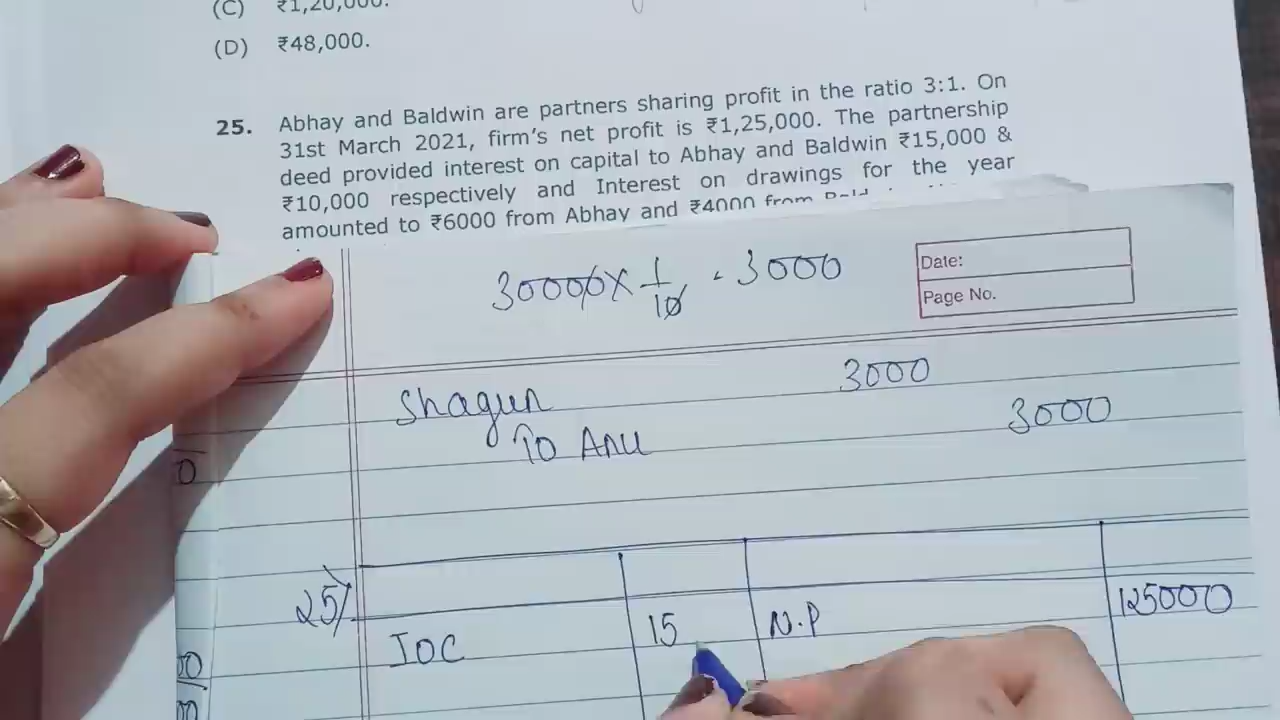 (C) ₹1,20,000.
(D) ₹48,000.
25. Abhay and Baldwin are partners sharing profit in the ratio 3:1. On
31st March 2021, firm's net profit is ₹1,25,000. The partnership
deed provided interest on capital to Abhay and Baldwin ₹15,000 &
₹10,000 respectively and Interest on drawings for the year
amounted to ₹6000 from Abhay and ₹4000 from
30000 x 1/10 = 3000
Date:
Page No.
Shagun 3000
To Anu 3000
25)
IOC 15 N.P 125000